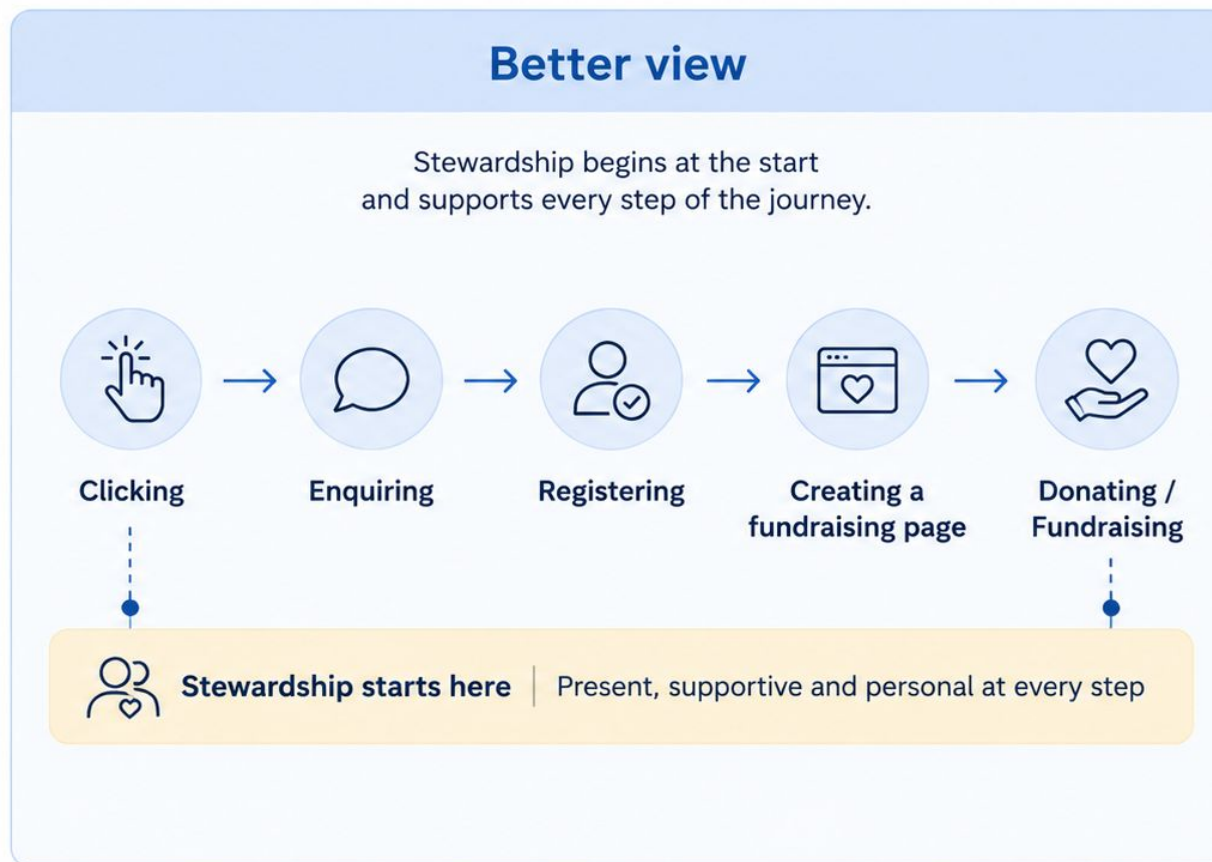 Better view
Stewardship begins at the start
and supports every step of the journey.
Clicking
Enquiring
Registering
Creating a
fundraising page
Donating /
Fundraising
Stewardship starts here
Present, supportive and personal at every step